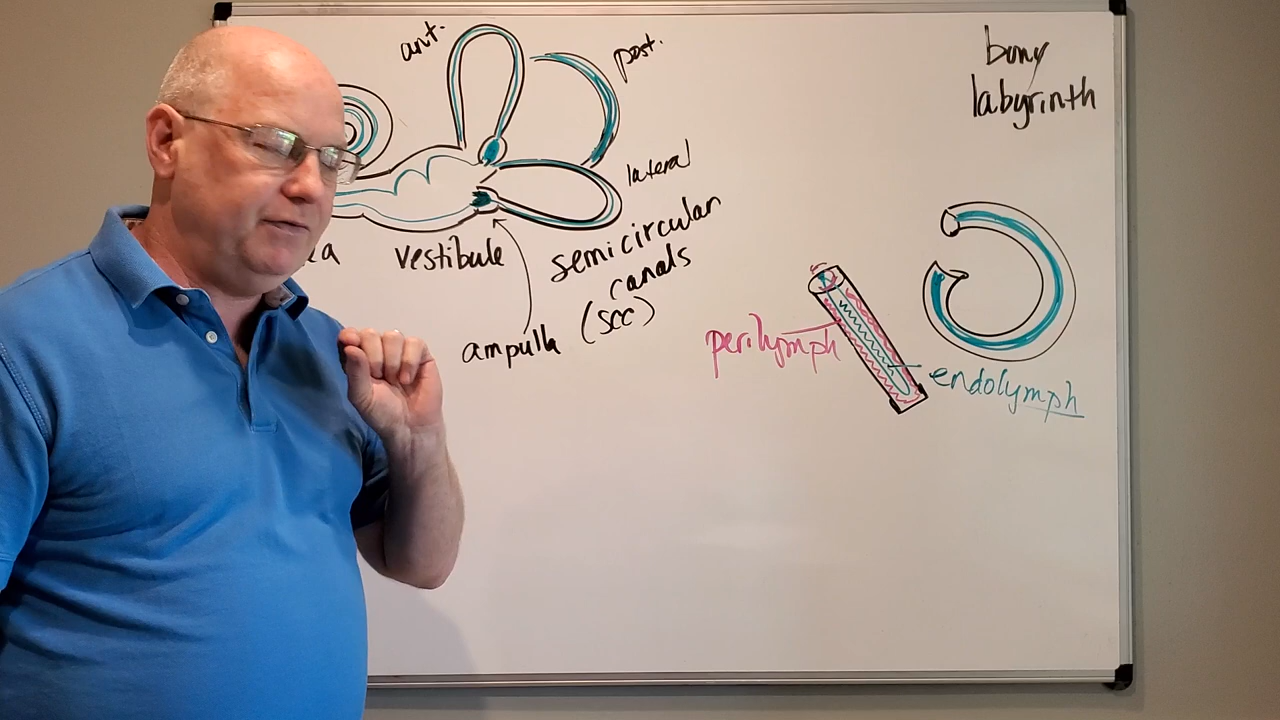 ant.
post.
bony
labyrinth
lateral
vestibule
semicircular
canals
(scc)
ampulla
perilymph
endolymph